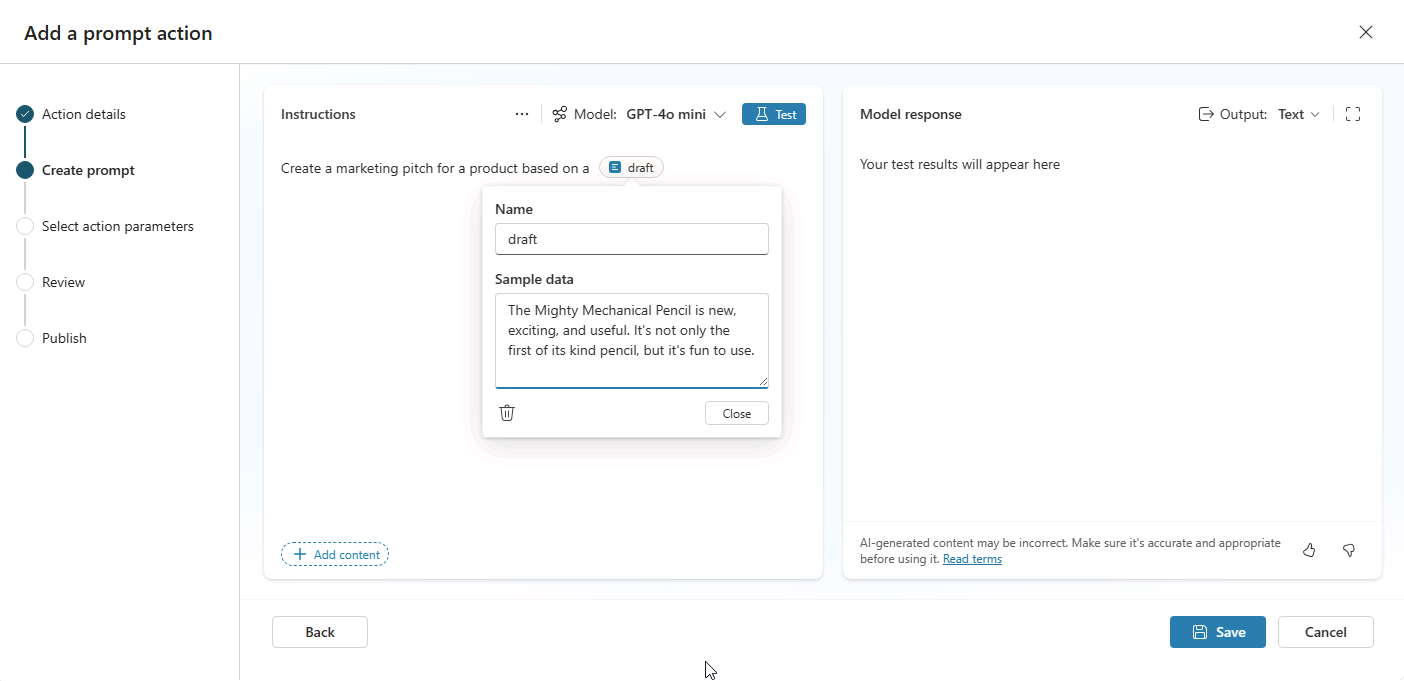 Add a prompt action
Action details
Create prompt
Select action parameters
Review
Publish
Instructions
Model: GPT-4o mini
Test
Create a marketing pitch for a product based on a draft
Name
draft
Sample data
The Mighty Mechanical Pencil is new,
exciting, and useful. It's not only the
first of its kind pencil, but it's fun to use.
Close
Add content
Model response
Output: Text
Your test results will appear here
AI-generated content may be incorrect. Make sure it's accurate and appropriate
before using it. Read terms
Back
Save
Cancel